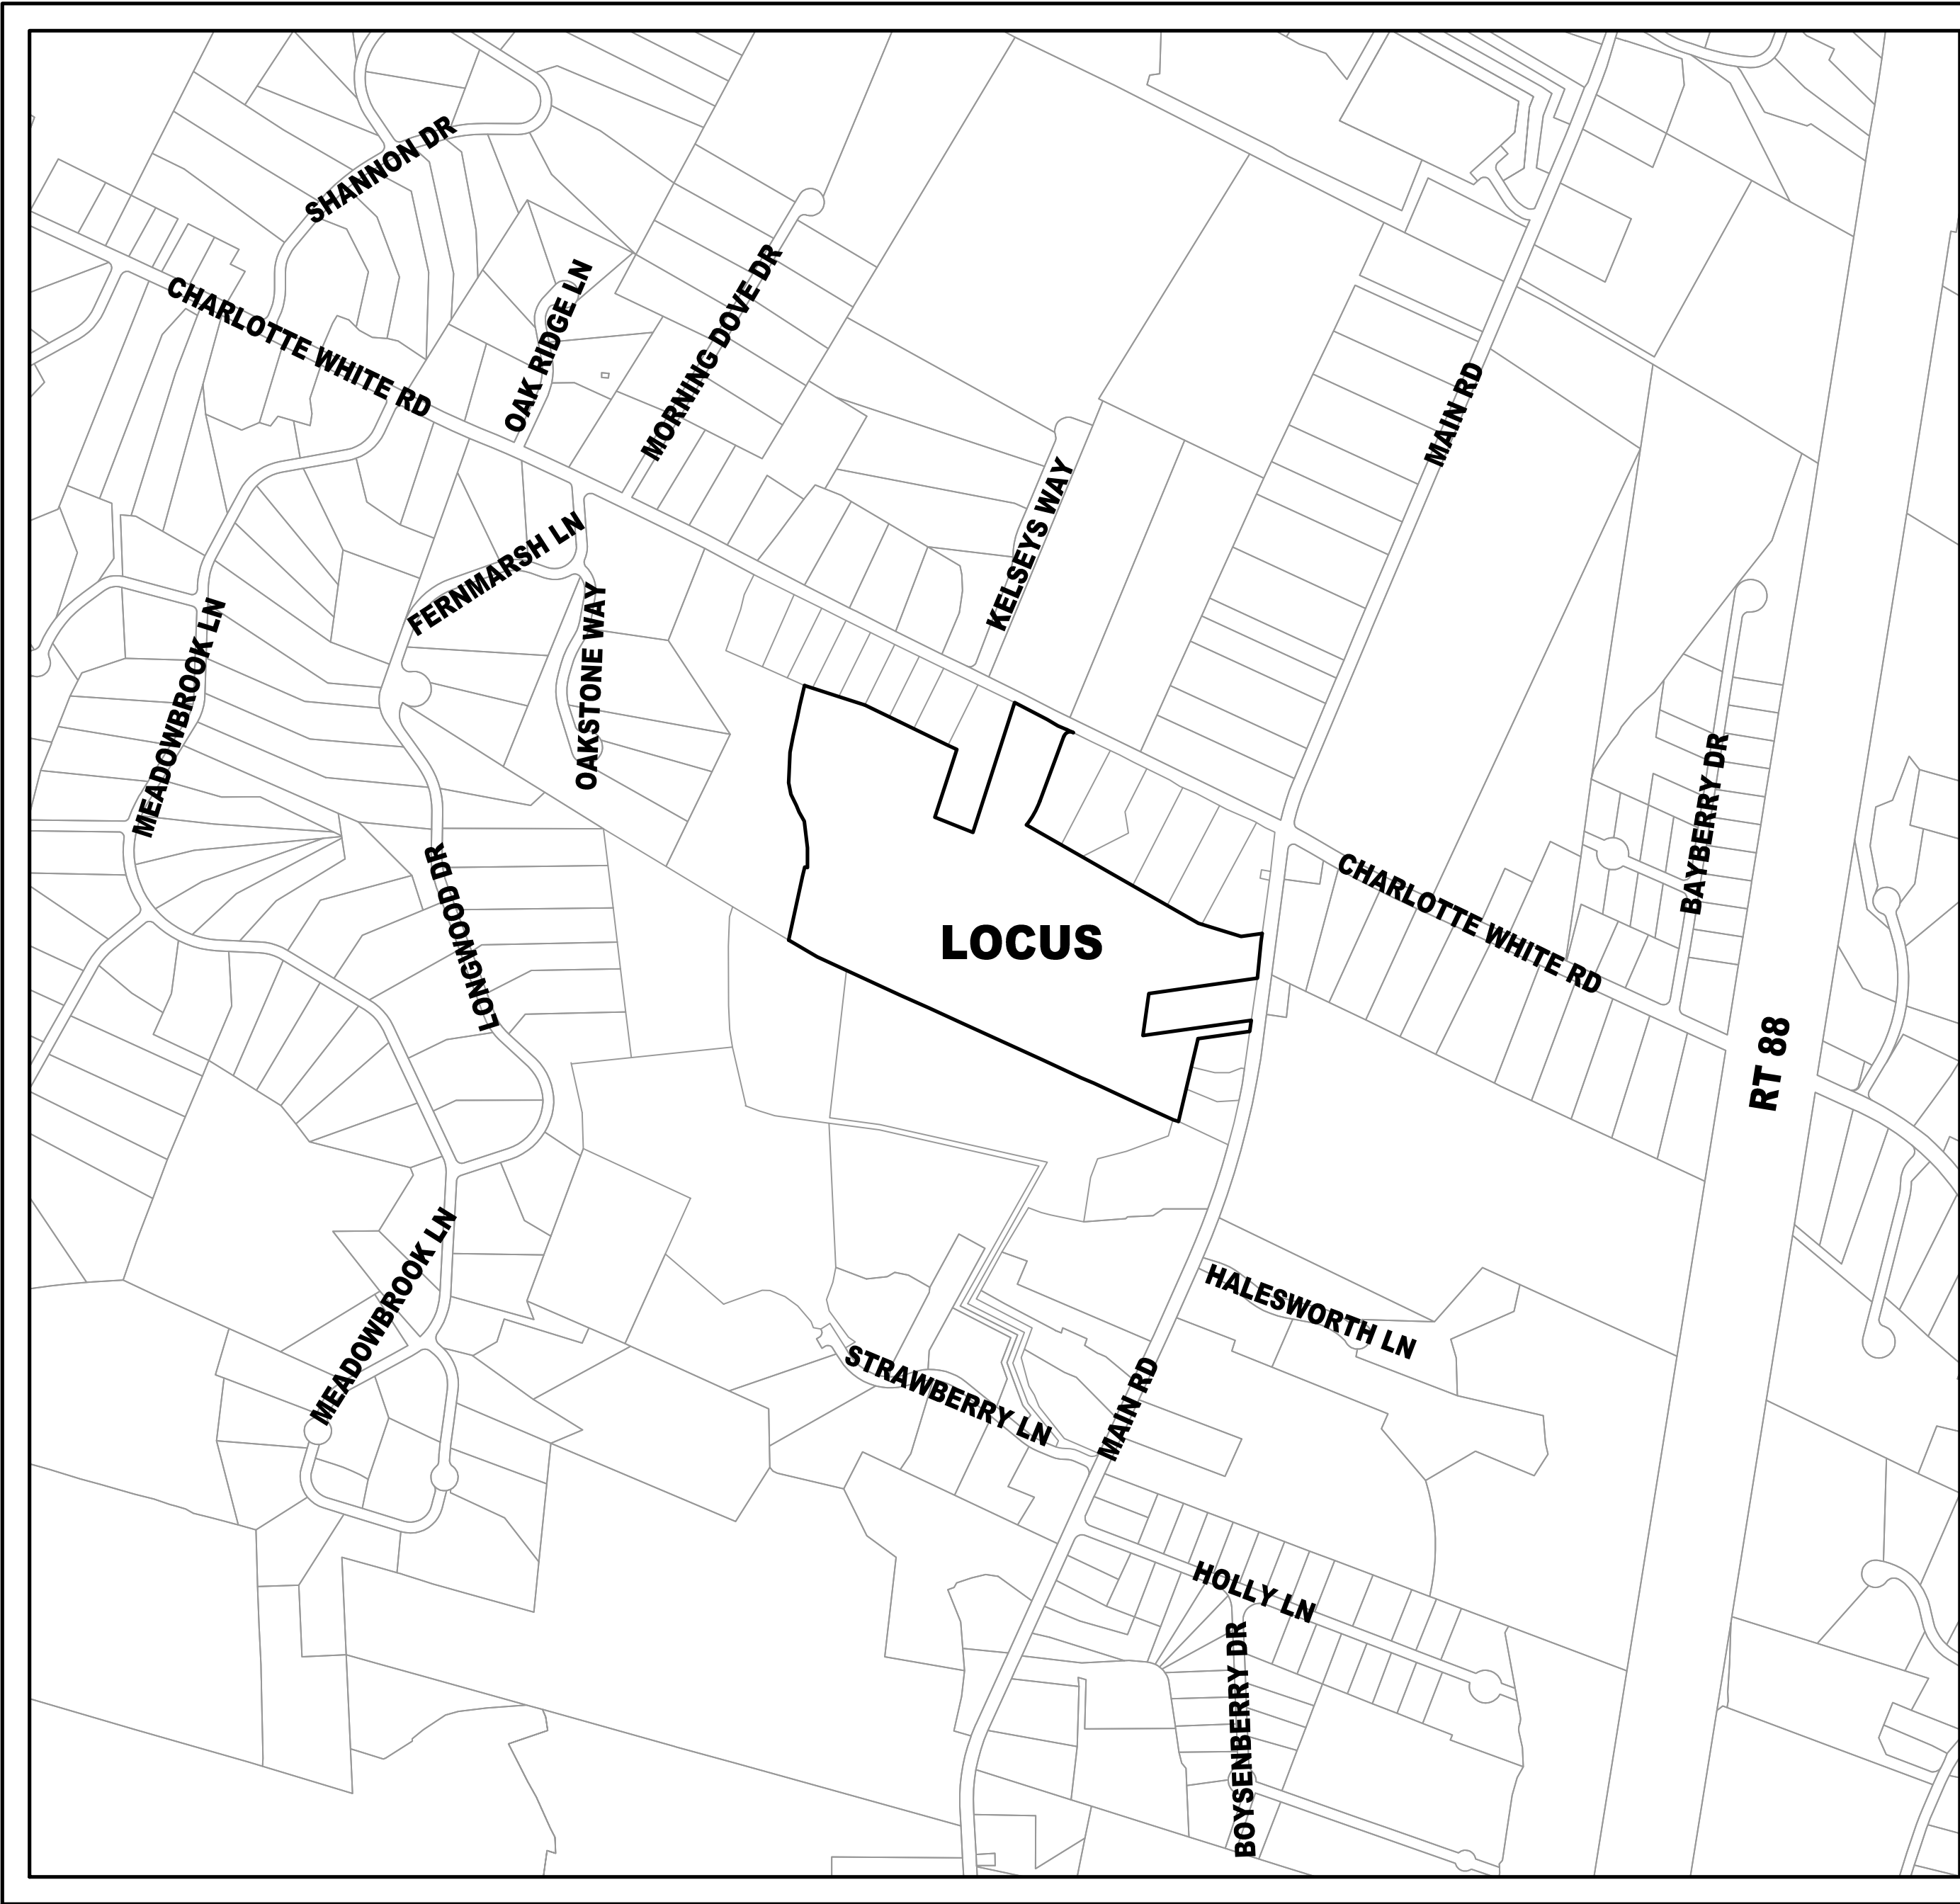 SHANNON DR
CHARLOTTE WHITE RD
OAK RIDGE LN
MORNING DOVE DR
MAIN RD
KELSEYS WAY
FERNMARSH LN
OAKSTONE WAY
MEADOWBROOK LN
BAYBERRY DR
LONGWOOD DR
CHARLOTTE WHITE RD
LOCUS
RT 88
MEADOWBROOK LN
HALESWORTH LN
STRAWBERRY LN
MAIN RD
HOLLY LN
BOYSENBERRY DR